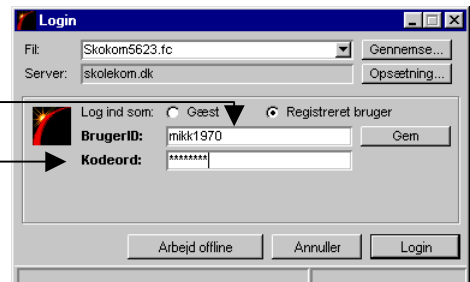 Login
Fil: Skokom5623.fc Gennemse...
Server: skolekom.dk Opsætning...
Log ind som: Gæst Registreret bruger
BrugerID: mikk1970 Gem
Kodeord: ********
Arbejd offline Annuller Login